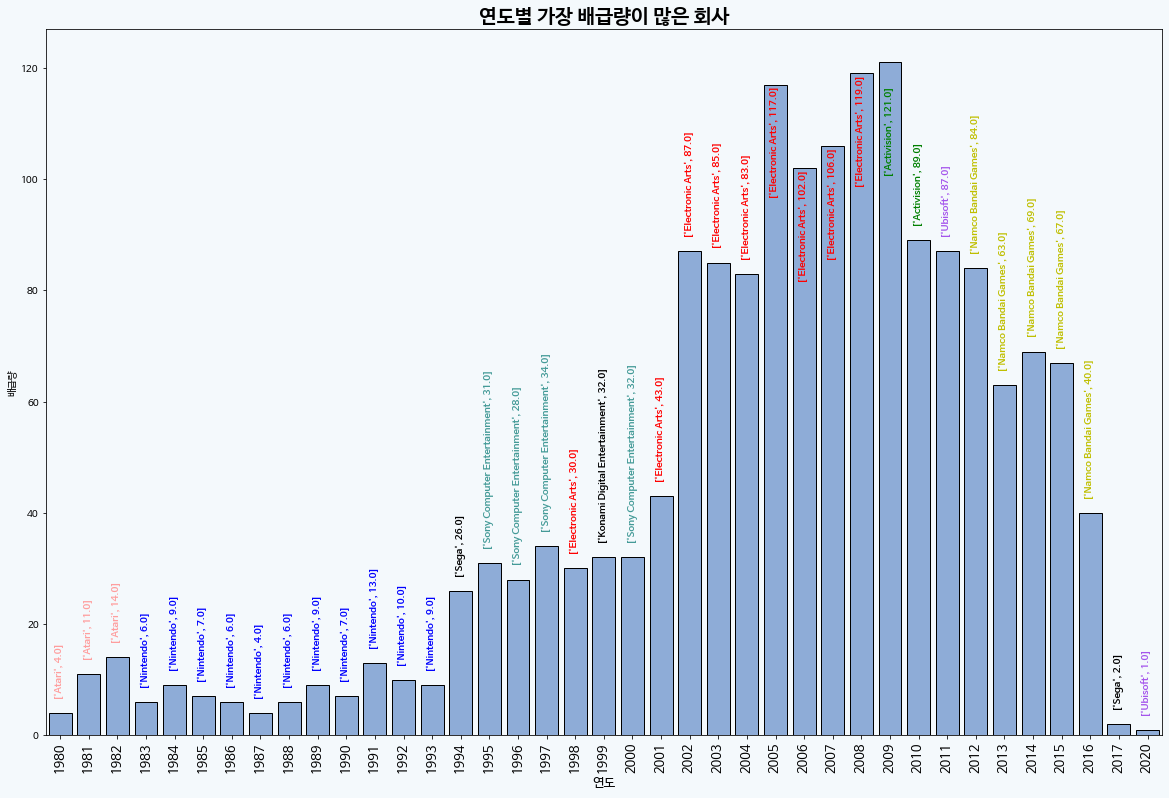 연도별 가장 배급량이 많은 회사
배급량
120
100
80
60
40
20
0
['Atari', 4.0]
['Atari', 11.0]
['Atari', 14.0]
['Nintendo', 6.0]
['Nintendo', 9.0]
['Nintendo', 7.0]
['Nintendo', 6.0]
['Nintendo', 4.0]
['Nintendo', 6.0]
['Nintendo', 9.0]
['Nintendo', 7.0]
['Nintendo', 13.0]
['Nintendo', 10.0]
['Nintendo', 9.0]
['Sega', 26.0]
['Sony Computer Entertainment', 31.0]
['Sony Computer Entertainment', 28.0]
['Sony Computer Entertainment', 34.0]
['Electronic Arts', 30.0]
['Konami Digital Entertainment', 32.0]
['Sony Computer Entertainment', 32.0]
['Electronic Arts', 43.0]
['Electronic Arts', 87.0]
['Electronic Arts', 85.0]
['Electronic Arts', 83.0]
['Electronic Arts', 117.0]
['Electronic Arts', 102.0]
['Electronic Arts', 106.0]
['Electronic Arts', 119.0]
['Activision', 121.0]
['Activision', 89.0]
['Ubisoft', 87.0]
['Namco Bandai Games', 84.0]
['Namco Bandai Games', 63.0]
['Namco Bandai Games', 69.0]
['Namco Bandai Games', 67.0]
['Namco Bandai Games', 40.0]
['Sega', 2.0]
['Ubisoft', 1.0]
1980
1981
1982
1983
1984
1985
1986
1987
1988
1989
1990
1991
1992
1993
1994
1995
1996
1997
1998
1999
2000
2001
2002
2003
2004
2005
2006
2007
2008
2009
2010
2011
2012
2013
2014
2015
2016
2017
2020
연도